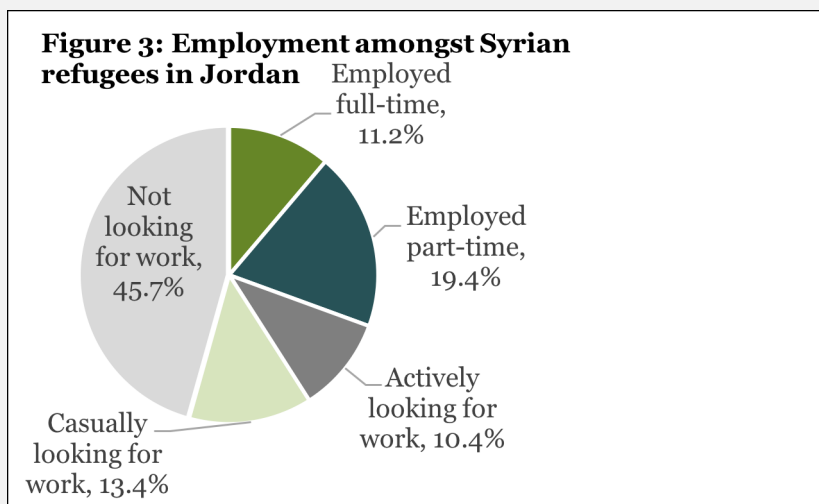 Figure 3: Employment amongst Syrian
refugees in Jordan
Employed
full-time,
11.2%
Employed
part-time,
19.4%
Actively
looking for
work, 10.4%
Casually
looking for
work, 13.4%
Not
looking
for work,
45.7%